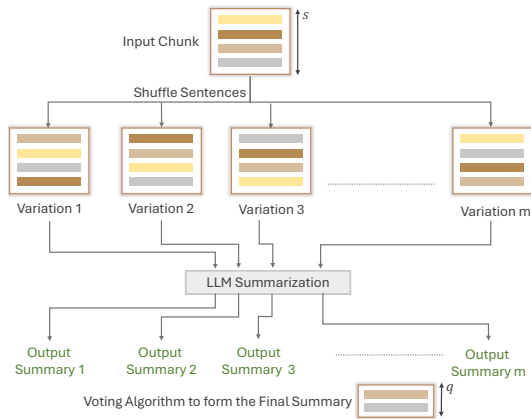 s
Input Chunk
Shuffle Sentences
Variation 1
Variation 2
Variation 3
Variation m
LLM Summarization
Output
Summary 1
Output
Summary 2
Output
Summary 3
Output
Summary m
Voting Algorithm to form the Final Summary
q